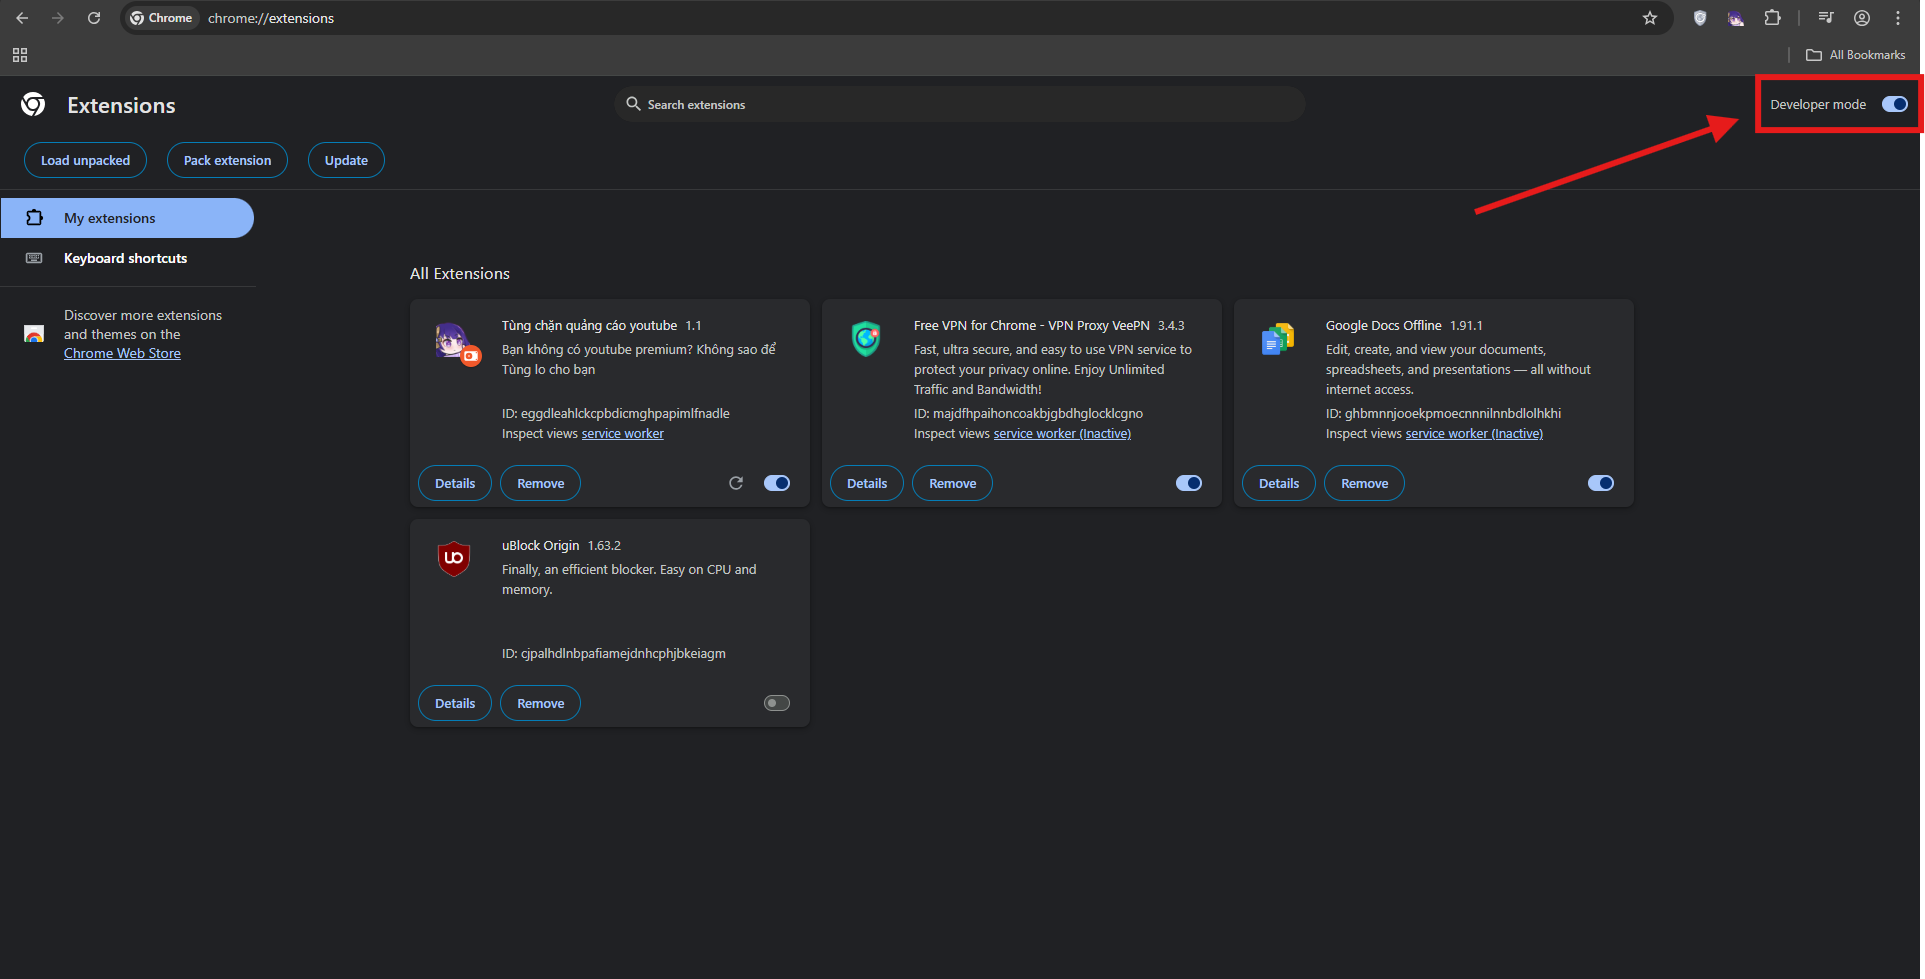 Chrome chrome://extensions
All Bookmarks
Extensions
Search extensions
Developer mode
Load unpacked
Pack extension
Update
My extensions
Keyboard shortcuts
Discover more extensions
and themes on the
Chrome Web Store
All Extensions
Tùng chặn quảng cáo youtube 1.1
Bạn không có youtube premium? Không sao để
Tùng lo cho bạn
ID: eggdleahlckcpbdicmghpapimlfnadle
Inspect views service worker
Details
Remove
Free VPN for Chrome - VPN Proxy VeePN 3.4.3
Fast, ultra secure, and easy to use VPN service to
protect your privacy online. Enjoy Unlimited
Traffic and Bandwidth!
ID: majdfhpaihoncoakbjgbdhglocklcgno
Inspect views service worker (Inactive)
Details
Remove
Google Docs Offline 1.91.1
Edit, create, and view your documents,
spreadsheets, and presentations — all without
internet access.
ID: ghbmnnjooekpmoecnnnilnnbdlolhkhi
Inspect views service worker (Inactive)
Details
Remove
uBlock Origin 1.63.2
Finally, an efficient blocker. Easy on CPU and
memory.
ID: cjpalhdlnbpafiamejdnhcphjbkeiagm
Details
Remove